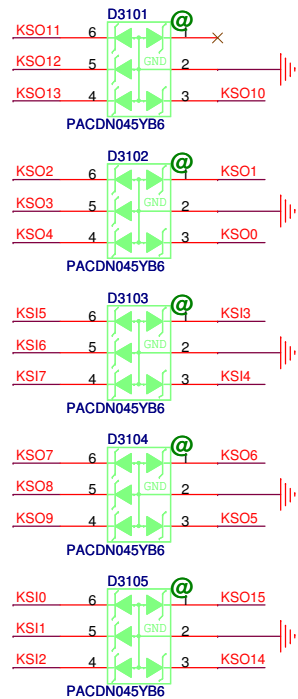 D3101 @
KSO11 6 1
GND
KSO12 5 2
KSO13 4 3 KSO10
PACDN045YB6
D3102 @
KSO2 6 1 KSO1
GND
KSO3 5 2
KSO4 4 3 KSO0
PACDN045YB6
D3103 @
KSI5 6 1 KSI3
GND
KSI6 5 2
KSI7 4 3 KSI4
PACDN045YB6
D3104 @
KSO7 6 1 KSO6
GND
KSO8 5 2
KSO9 4 3 KSO5
PACDN045YB6
D3105 @
KSI0 6 1 KSO15
GND
KSI1 5 2
KSI2 4 3 KSO14
PACDN045YB6